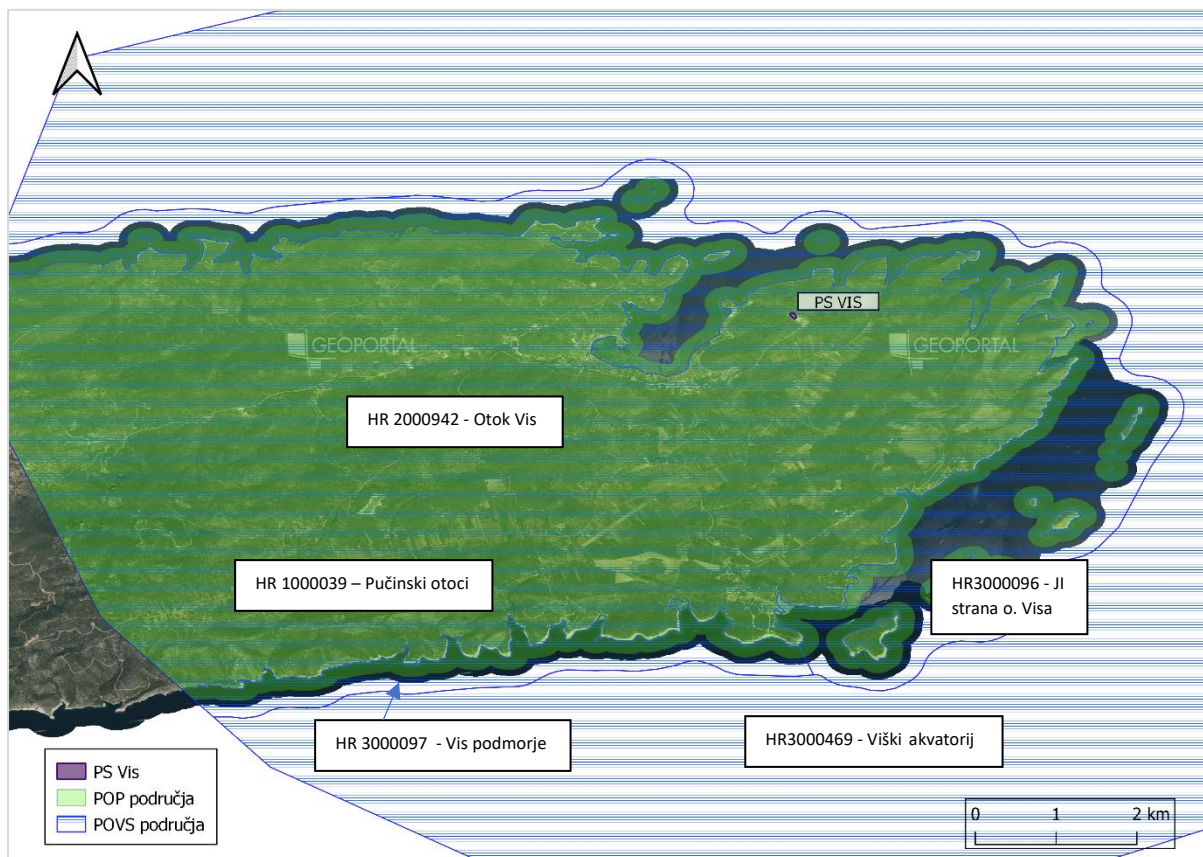 PS VIS
GEOPORTAL
GEOPORTAL
HR 2000942 - Otok Vis
HR 1000039 – Pučinski otoci
HR3000096 - JI
strana o. Visa
HR 3000097 - Vis podmorje
HR3000469 - Viški akvatorij
PS Vis
POP područja
POVS područja
0 1 2 km